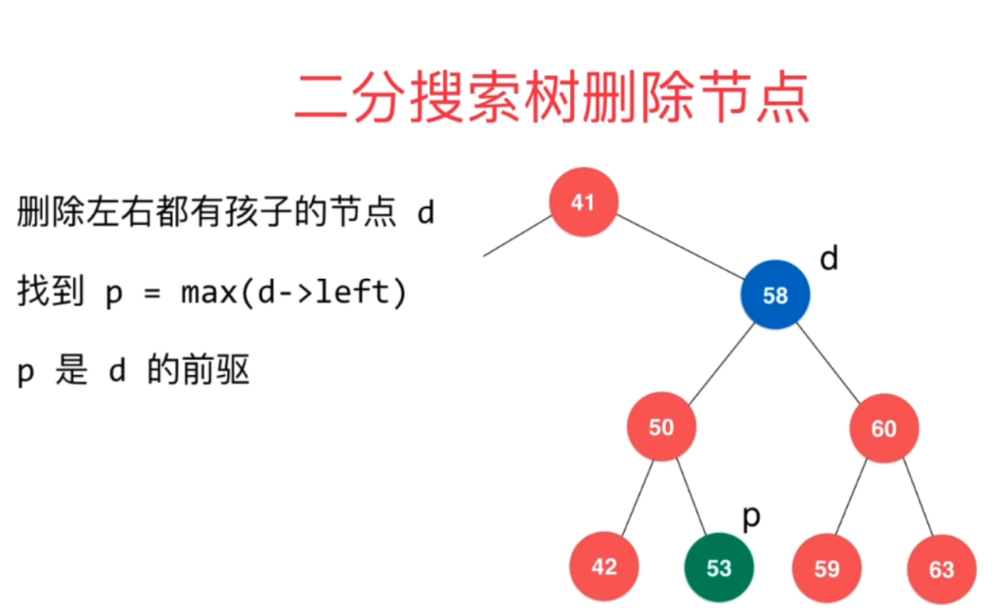 二分搜索树删除节点
删除左右都有孩子的节点 d
找到 p = max(d->left)
p 是 d 的前驱
41
d
58
50
60
p
42
53
59
63